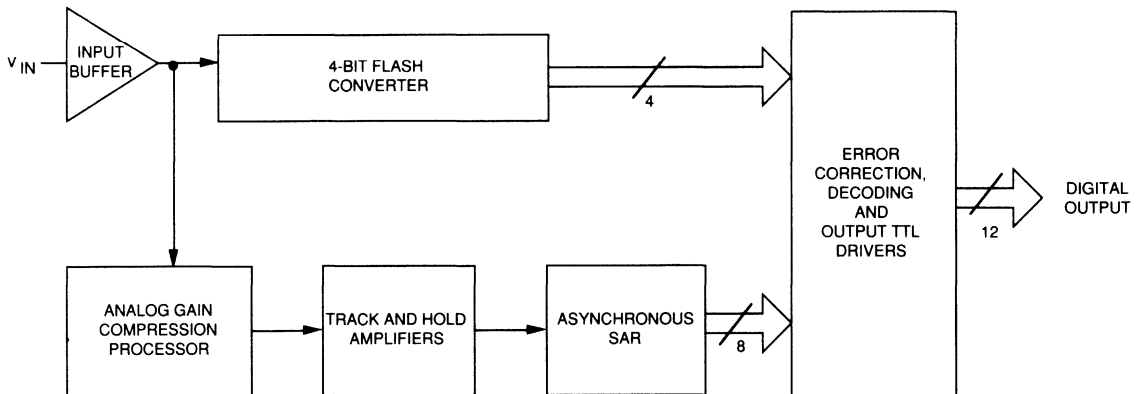 V IN
INPUT
BUFFER
4-BIT FLASH
CONVERTER
4
ERROR
CORRECTION,
DECODING
AND
OUTPUT TTL
DRIVERS
12
DIGITAL
OUTPUT
ANALOG GAIN
COMPRESSION
PROCESSOR
TRACK AND HOLD
AMPLIFIERS
ASYNCHRONOUS
SAR
8